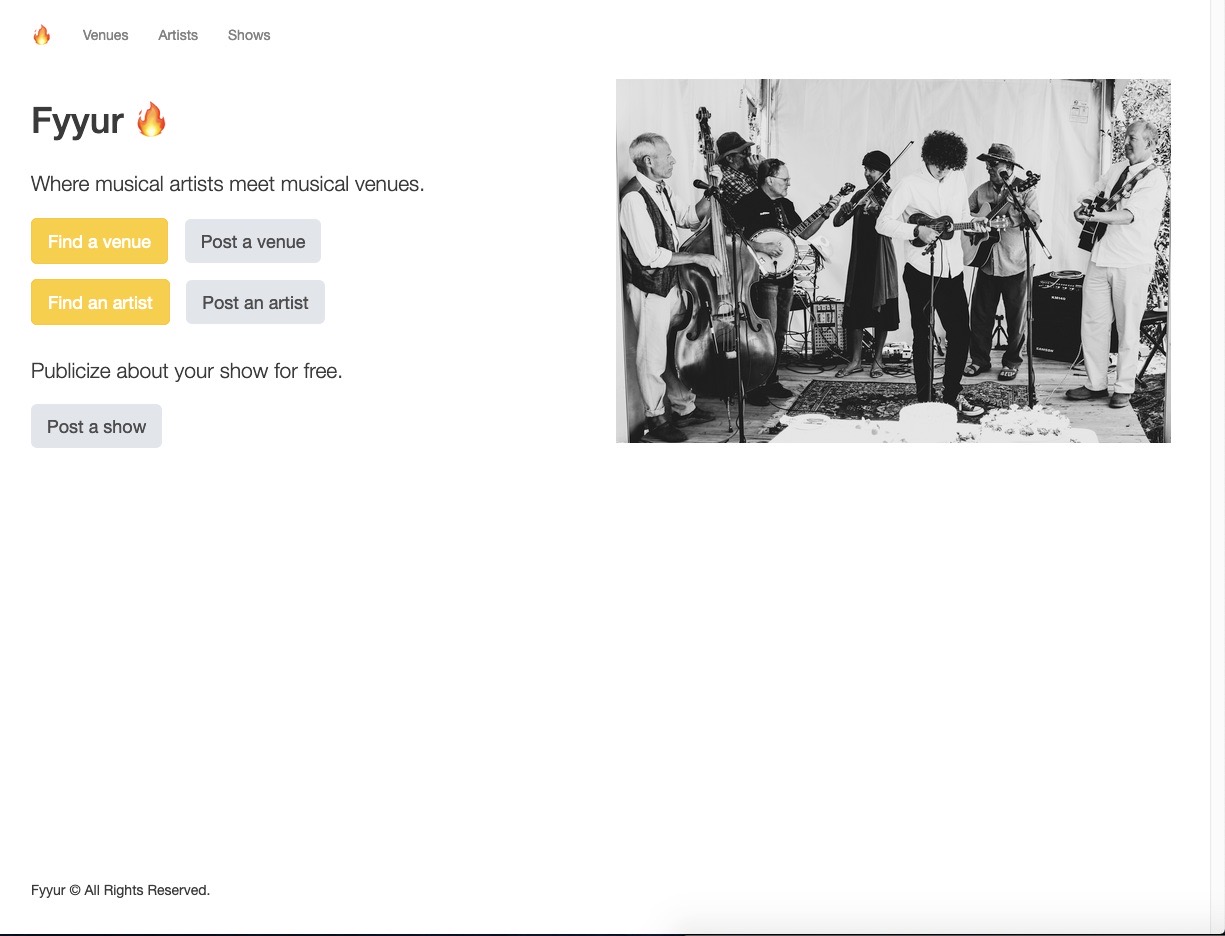 Venues Artists Shows
Fyyur
Where musical artists meet musical venues.
Find a venue Post a venue
Find an artist Post an artist
Publicize about your show for free.
Post a show
Fyyur © All Rights Reserved.